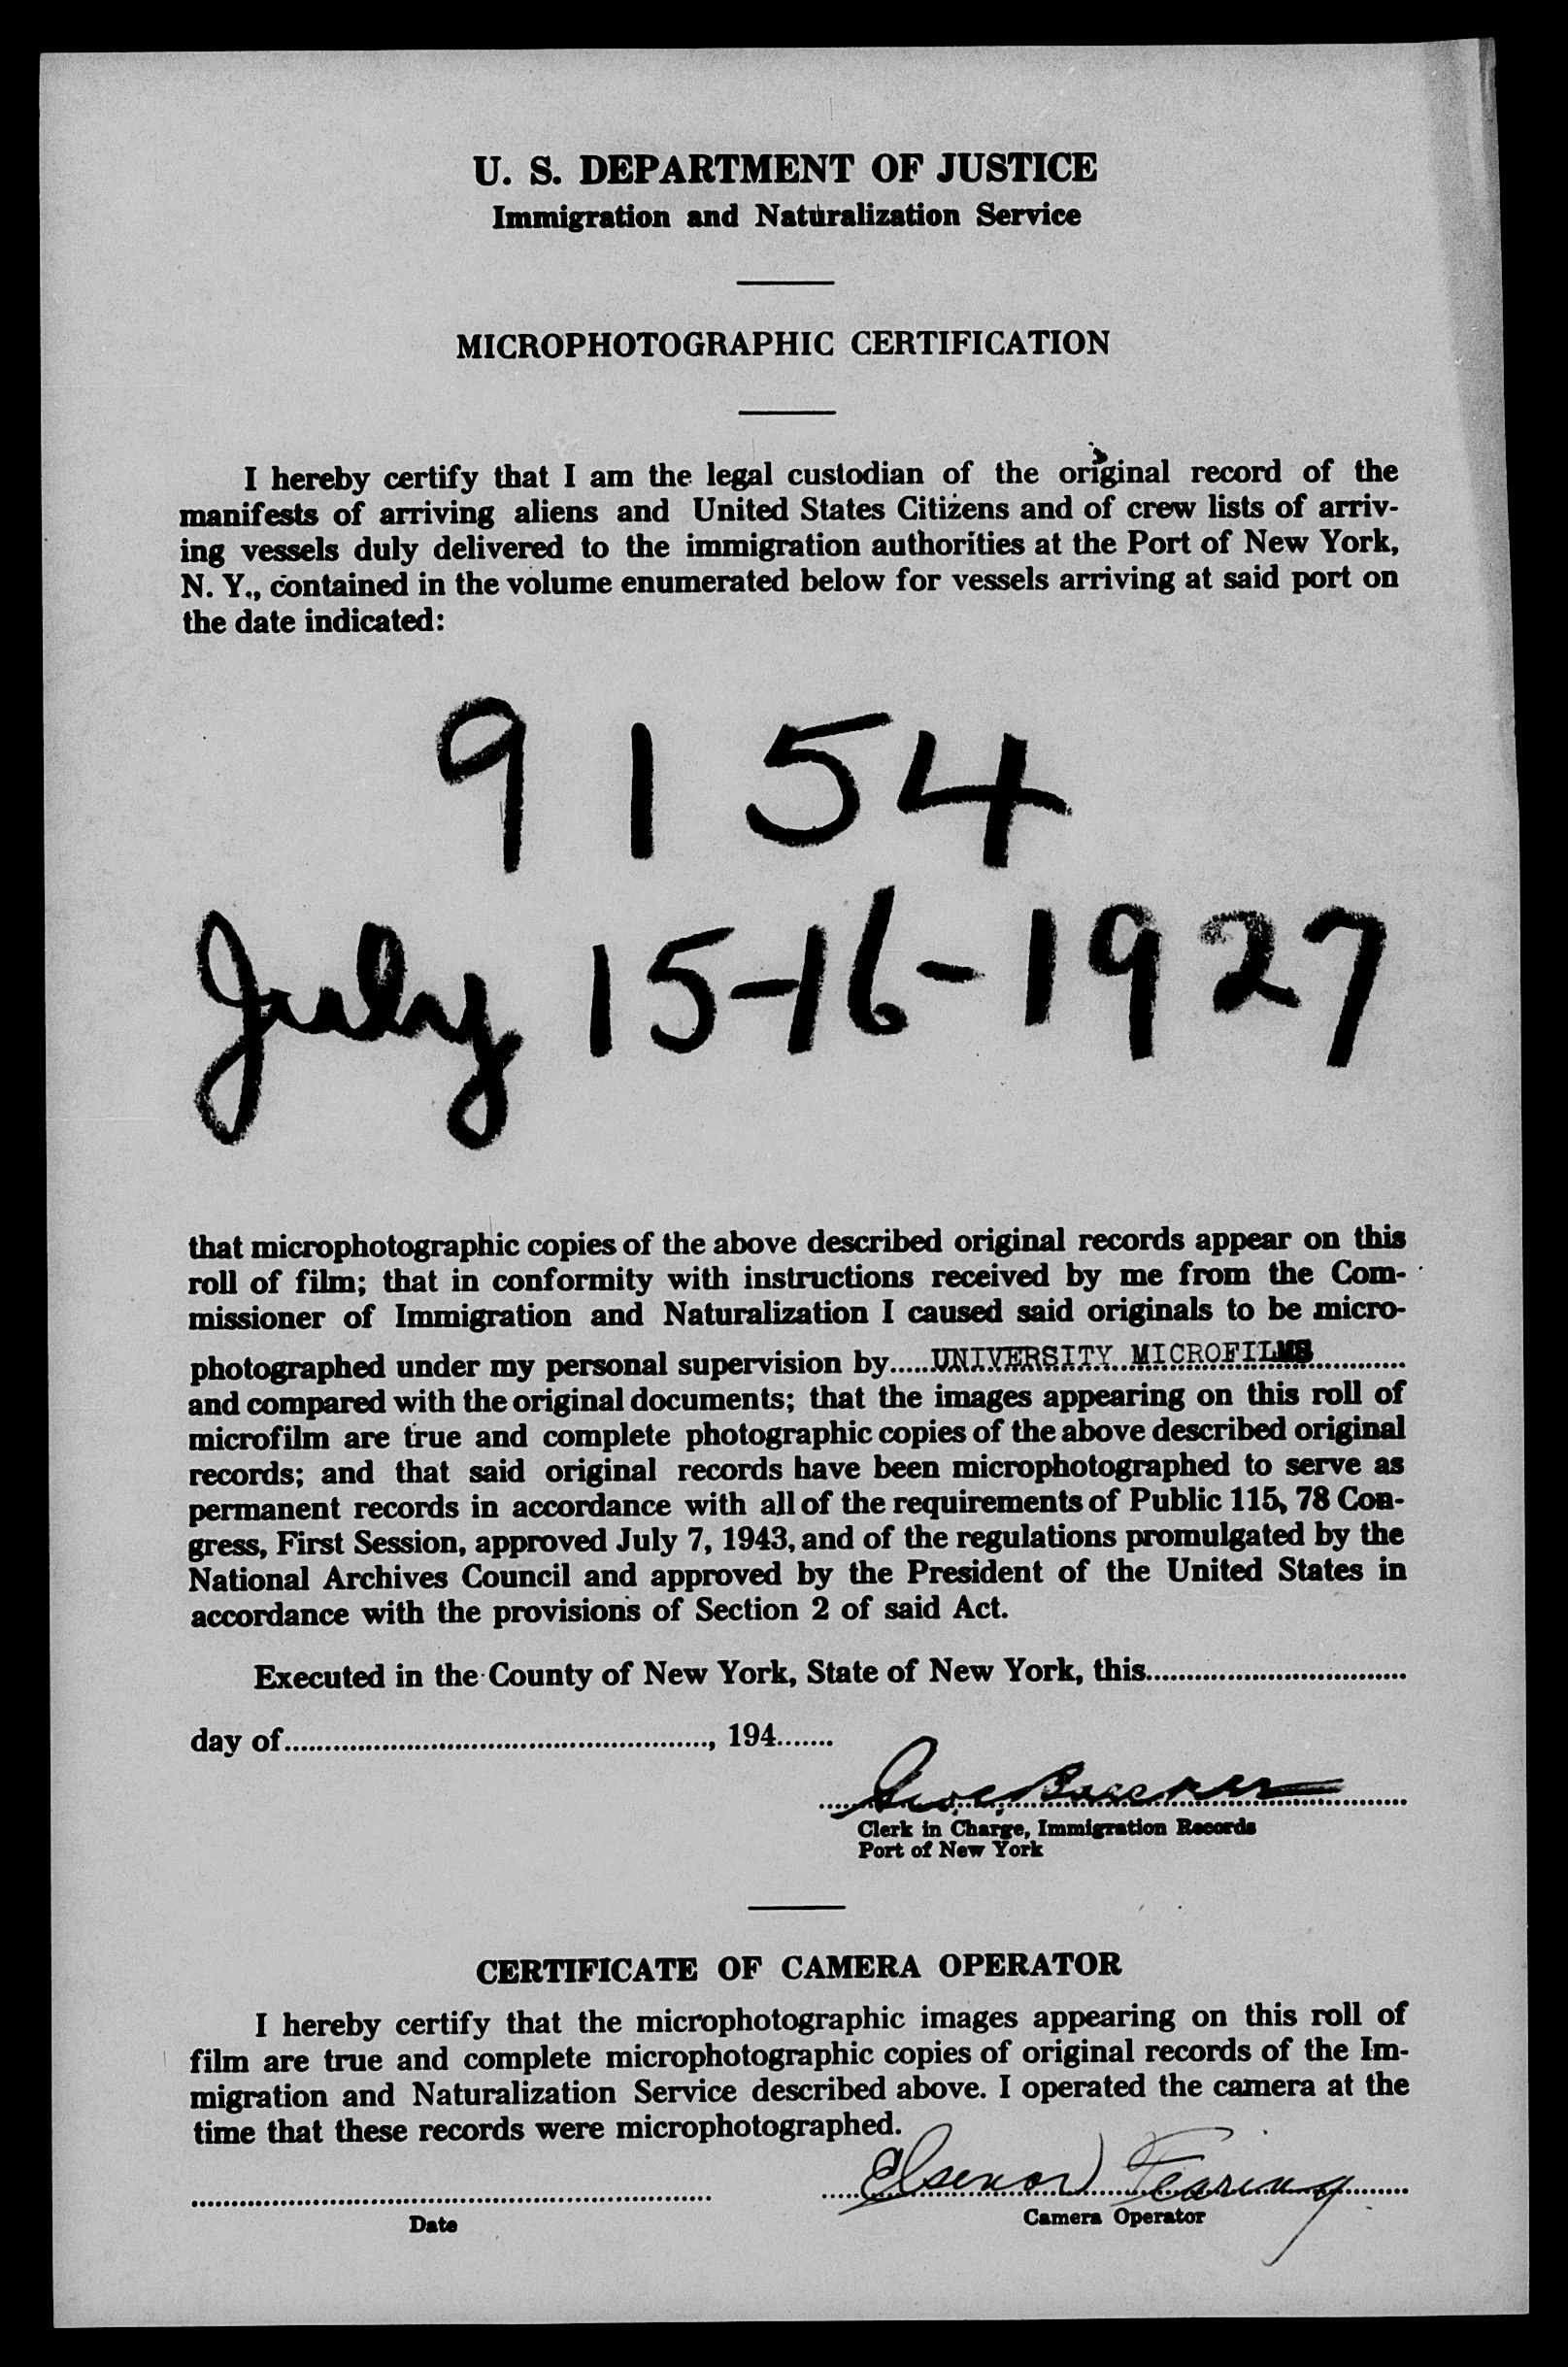 U. S. DEPARTMENT OF JUSTICE
Immigration and Naturalization Service
MICROPHOTOGRAPHIC CERTIFICATION
I hereby certify that I am the legal custodian of the original record of the
manifests of arriving aliens and United States Citizens and of crew lists of arriv-
ing vessels duly delivered to the immigration authorities at the Port of New York,
N. Y., contained in the volume enumerated below for vessels arriving at said port on
the date indicated:
9154
July 15-16-1927
that microphotographic copies of the above described original records appear on this
roll of film; that in conformity with instructions received by me from the Com-
missioner of Immigration and Naturalization I caused said originals to be micro-
photographed under my personal supervision by.....UNIVERSITY MICROFILMS............
and compared with the original documents; that the images appearing on this roll of
microfilm are true and complete photographic copies of the above described original
records; and that said original records have been microphotographed to serve as
permanent records in accordance with all of the requirements of Public 115, 78 Con-
gress, First Session, approved July 7, 1943, and of the regulations promulgated by the
National Archives Council and approved by the President of the United States in
accordance with the provisions of Section 2 of said Act.
Executed in the County of New York, State of New York, this................................
day of...................................................., 194.......
Clerk in Charge, Immigration Records
Port of New York
CERTIFICATE OF CAMERA OPERATOR
I hereby certify that the microphotographic images appearing on this roll of
film are true and complete microphotographic copies of original records of the Im-
migration and Naturalization Service described above. I operated the camera at the
time that these records were microphotographed.
Fearing
Date
Camera Operator